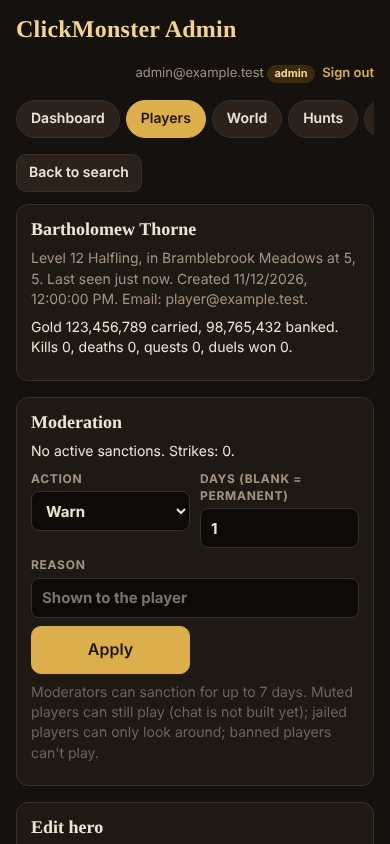 ClickMonster Admin
admin@example.test admin Sign out
Dashboard Players World Hunts
Back to search
Bartholomew Thorne
Level 12 Halfling, in Bramblebrook Meadows at 5,
5. Last seen just now. Created 11/12/2026,
12:00:00 PM. Email: player@example.test.
Gold 123,456,789 carried, 98,765,432 banked.
Kills 0, deaths 0, quests 0, duels won 0.
Moderation
No active sanctions. Strikes: 0.
ACTION
DAYS (BLANK =
PERMANENT)
Warn
1
REASON
Shown to the player
Apply
Moderators can sanction for up to 7 days. Muted
players can still play (chat is not built yet); jailed
players can only look around; banned players
can't play.
Edit hero